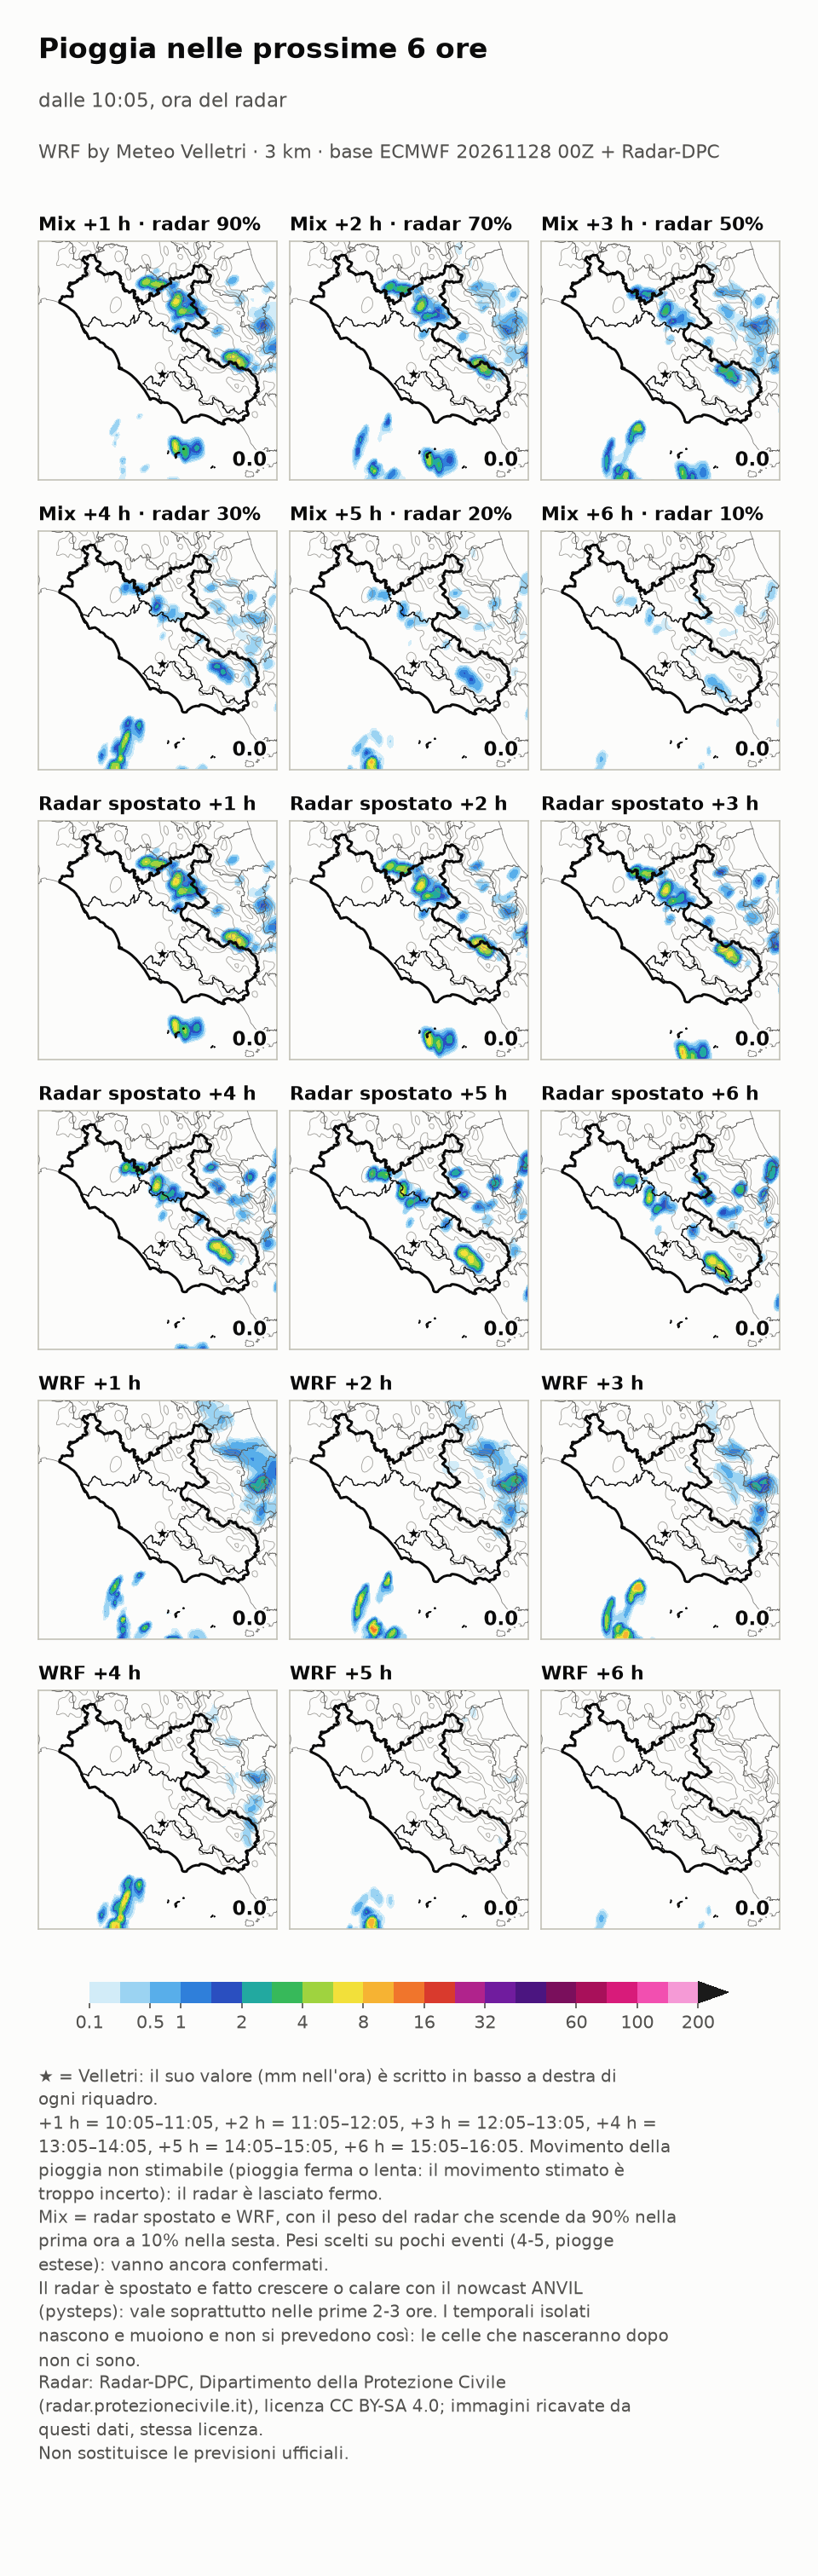 Pioggia nelle prossime 6 ore
dalle 10:05, ora del radar
WRF by Meteo Velletri · 3 km · base ECMWF 20261128 00Z + Radar-DPC
Mix +1 h · radar 90%
Mix +2 h · radar 70%
Mix +3 h · radar 50%
0.0
0.0
0.0
Mix +4 h · radar 30%
Mix +5 h · radar 20%
Mix +6 h · radar 10%
0.0
0.0
0.0
Radar spostato +1 h
Radar spostato +2 h
Radar spostato +3 h
0.0
0.0
0.0
Radar spostato +4 h
Radar spostato +5 h
Radar spostato +6 h
0.0
0.0
0.0
WRF +1 h
WRF +2 h
WRF +3 h
0.0
0.0
0.0
WRF +4 h
WRF +5 h
WRF +6 h
0.0
0.0
0.0
0.1 0.5 1 2 4 8 16 32 60 100 200
★ = Velletri: il suo valore (mm nell'ora) è scritto in basso a destra di
ogni riquadro.
+1 h = 10:05–11:05, +2 h = 11:05–12:05, +3 h = 12:05–13:05, +4 h =
13:05–14:05, +5 h = 14:05–15:05, +6 h = 15:05–16:05. Movimento della
pioggia non stimabile (pioggia ferma o lenta: il movimento stimato è
troppo incerto): il radar è lasciato fermo.
Mix = radar spostato e WRF, con il peso del radar che scende da 90% nella
prima ora a 10% nella sesta. Pesi scelti su pochi eventi (4-5, piogge
estese): vanno ancora confermati.
Il radar è spostato e fatto crescere o calare con il nowcast ANVIL
(pysteps): vale soprattutto nelle prime 2-3 ore. I temporali isolati
nascono e muoiono e non si prevedono così: le celle che nasceranno dopo
non ci sono.
Radar: Radar-DPC, Dipartimento della Protezione Civile
(radar.protezionecivile.it), licenza CC BY-SA 4.0; immagini ricavate da
questi dati, stessa licenza.
Non sostituisce le previsioni ufficiali.